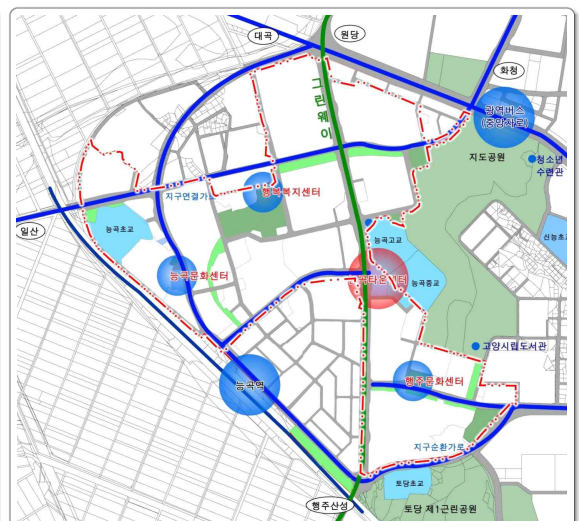 대곡
원당
화청
그린웨이
광역버스
(중앙차로)
지도공원
청소년
수련관
행복복지센터
지구연결가로
일산
능곡초교
능곡고교
신능초
능곡문화센터
능곡중교
고양시립도서관
능곡역
행주문화센터
지구순환가로
토당초교
행주산성
토당 제1근린공원